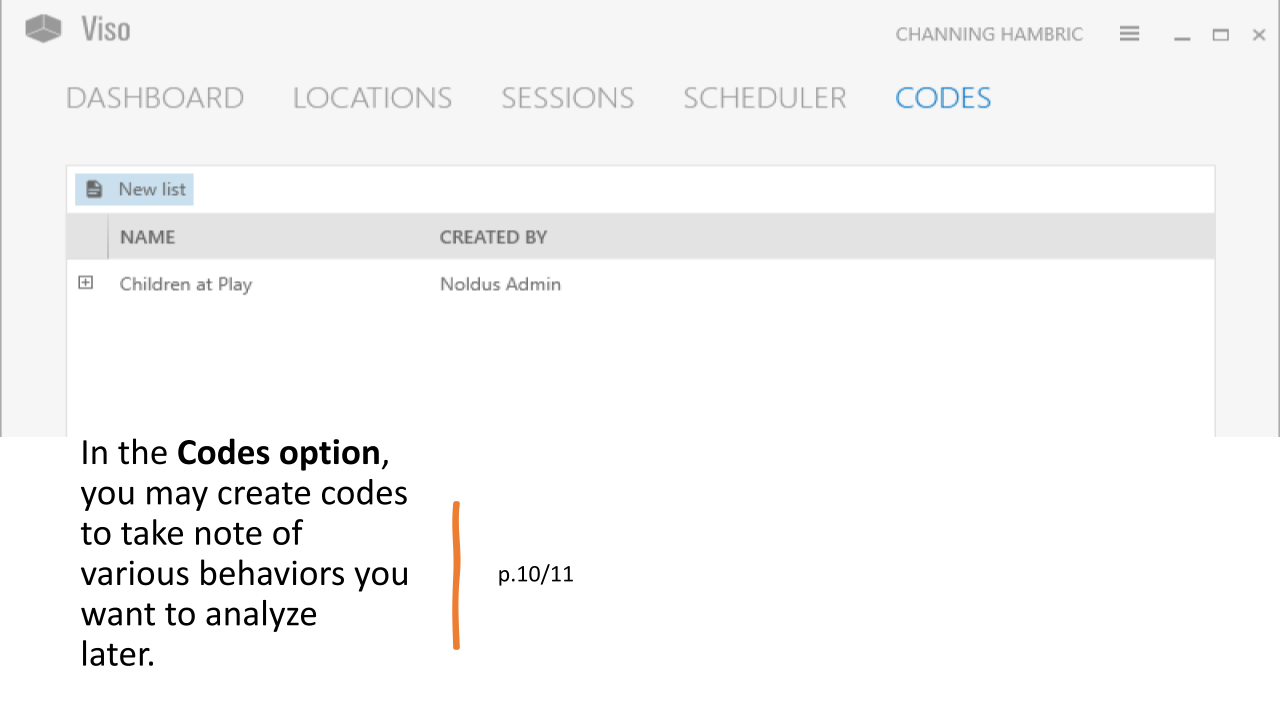 Viso
CHANNING HAMBRIC
DASHBOARD LOCATIONS SESSIONS SCHEDULER CODES
New list
NAME CREATED BY
Children at Play Noldus Admin
In the Codes option,
you may create codes
to take note of
various behaviors you
want to analyze
later.
p.10/11